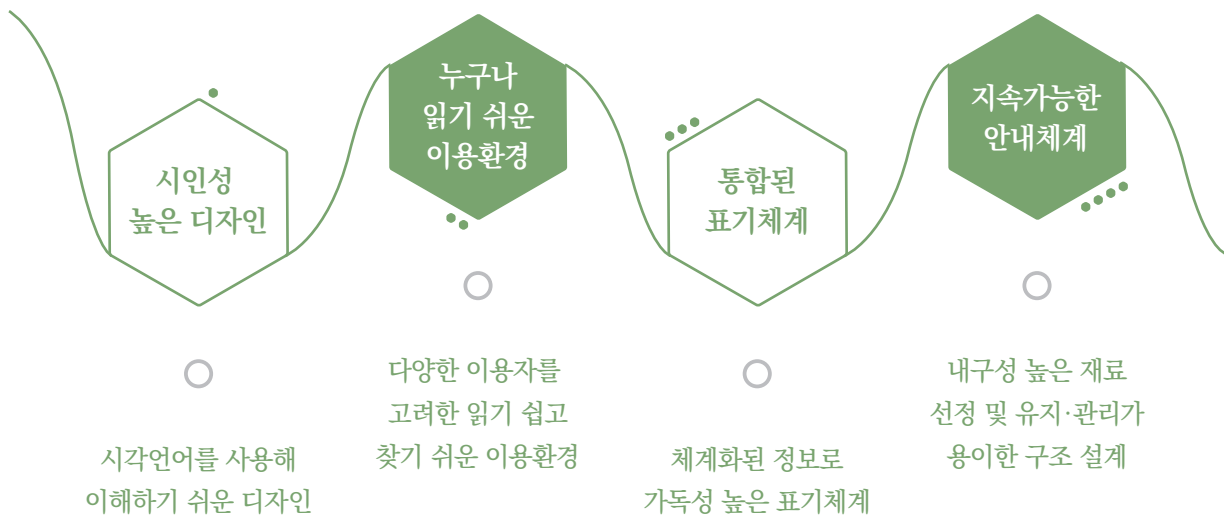 시인성
높은 디자인
시각언어를 사용해
이해하기 쉬운 디자인
누구나
읽기 쉬운
이용환경
다양한 이용자를
고려한 읽기 쉽고
찾기 쉬운 이용환경
통합된
표기체계
체계화된 정보로
가독성 높은 표기체계
지속가능한
안내체계
내구성 높은 재료
선정 및 유지·관리가
용이한 구조 설계